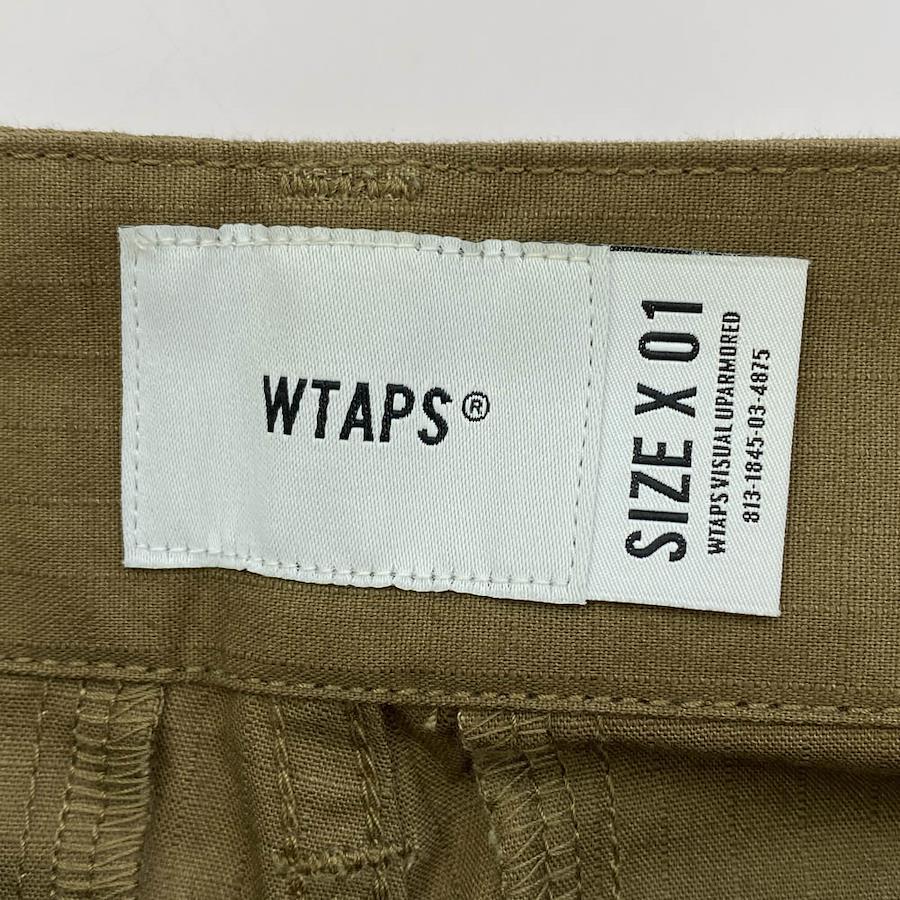 WTAPS®
SIZE X 01
WTAPS VISUAL UPARMORED
813-1845-03-4875